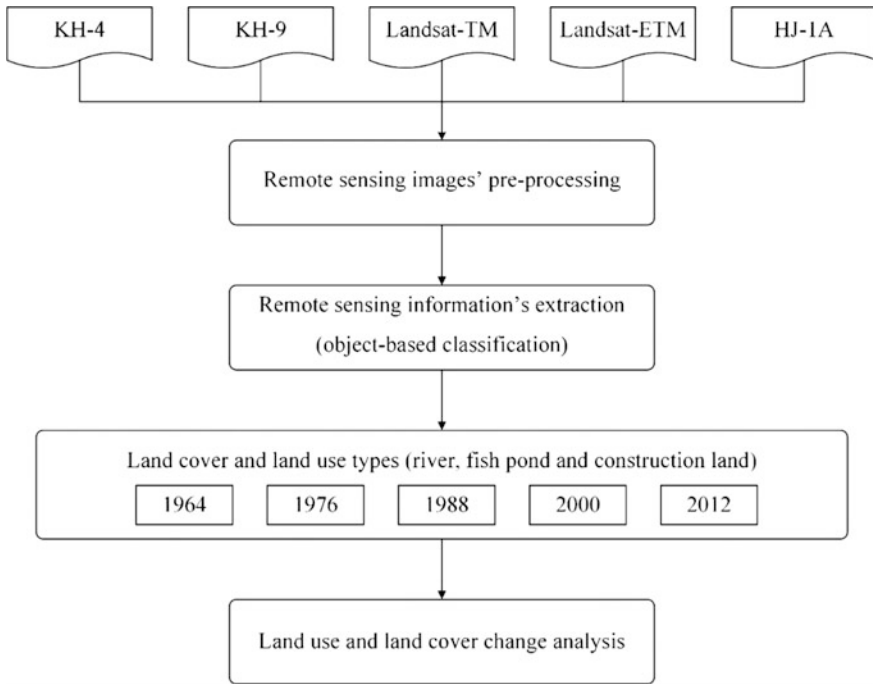 KH-4
KH-9
Landsat-TM
Landsat-ETM
HJ-1A
Remote sensing images' pre-processing
Remote sensing information's extraction
(object-based classification)
Land cover and land use types (river, fish pond and construction land)
1964
1976
1988
2000
2012
Land use and land cover change analysis